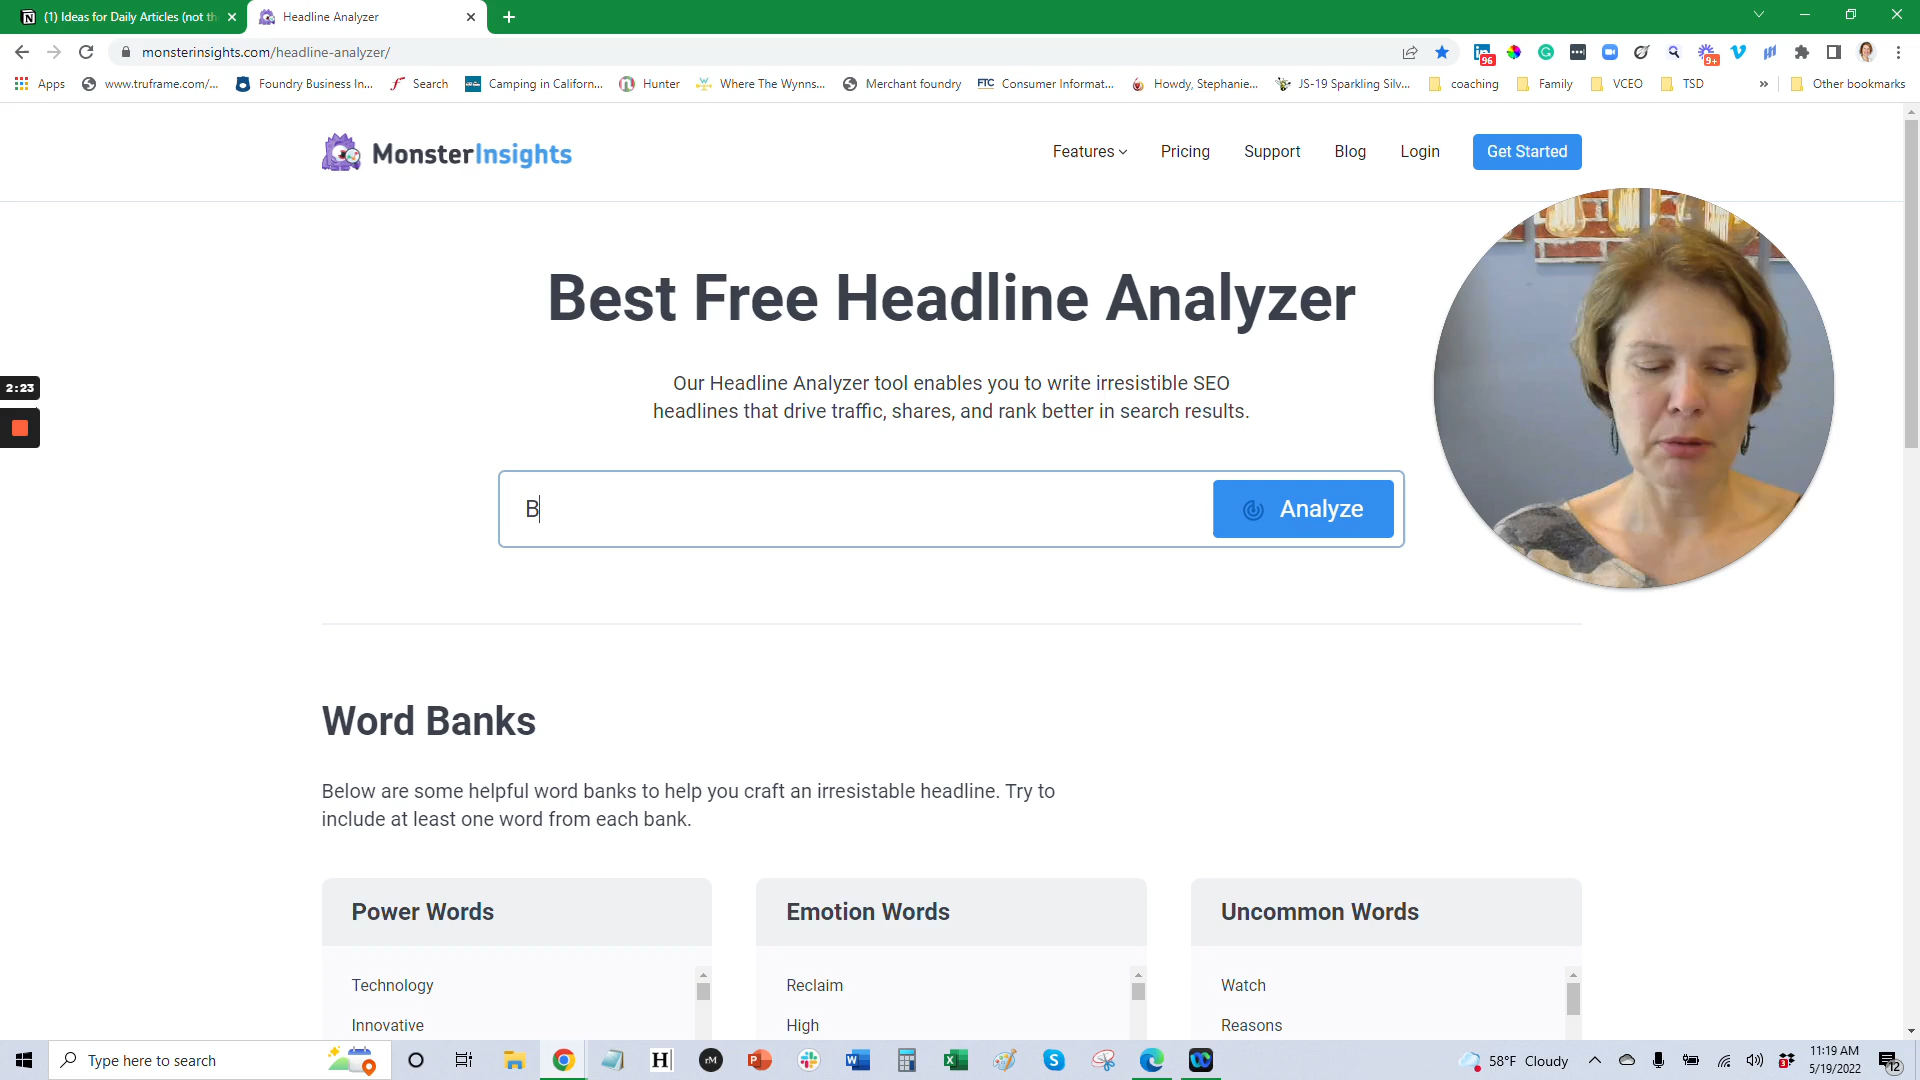 (1) Ideas for Daily Articles (not th
Headline Analyzer
monsterinsights.com/headline-analyzer/
96
9+
Apps
www.truframe.com/...
Foundry Business In...
Search
Camping in Californ...
Hunter
Where The Wynns...
Merchant foundry
FTC
Consumer Informat...
Howdy, Stephanie...
JS-19 Sparkling Silv...
coaching
Family
VCEO
TSD
»
Other bookmarks
MonsterInsights
Features
Pricing
Support
Blog
Login
Get Started
Best Free Headline Analyzer
Our Headline Analyzer tool enables you to write irresistible SEO
headlines that drive traffic, shares, and rank better in search results.
2:23
B
Analyze
Word Banks
Below are some helpful word banks to help you craft an irresistable headline. Try to
include at least one word from each bank.
Power Words
Emotion Words
Uncommon Words
Technology
Reclaim
Watch
Innovative
High
Reasons
Type here to search
H
rM
58°F Cloudy
3
11:19 AM
5/19/2022
12